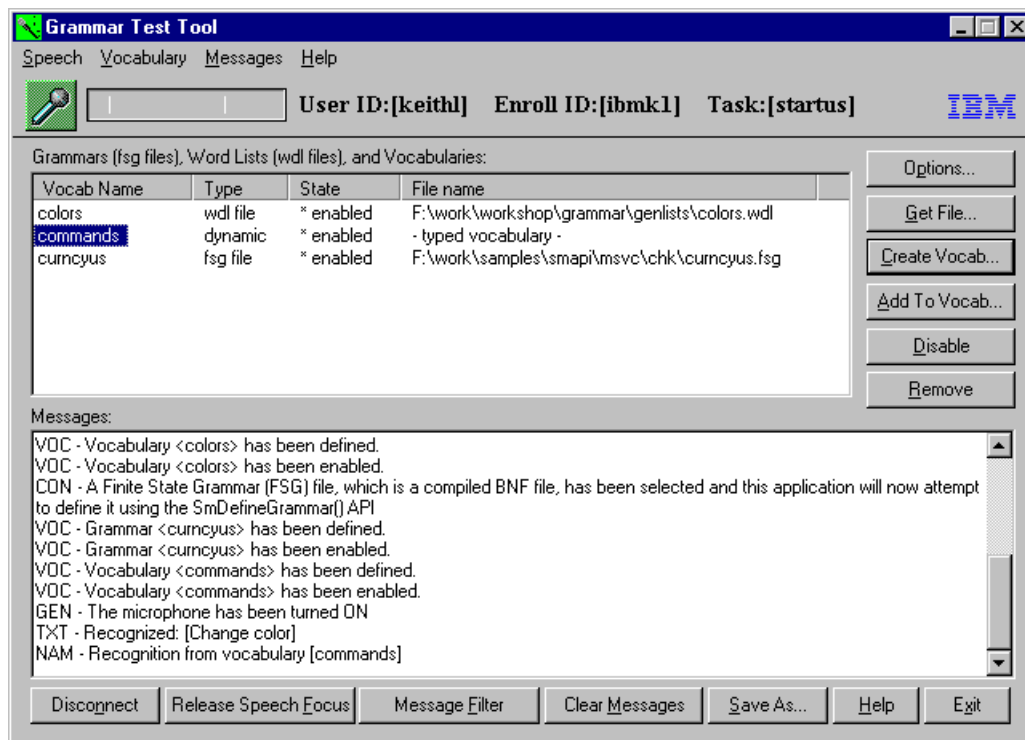 Grammar Test Tool
Speech Vocabulary Messages Help
User ID:[keithl] Enroll ID:[ibmk1] Task:[startus] IBM
Grammars (fsg files), Word Lists (wdl files), and Vocabularies:
Vocab Name Type State File name
colors wdl file * enabled F:\work\workshop\grammar\genlists\colors.wdl
commands dynamic * enabled - typed vocabulary -
curncyus fsg file * enabled F:\work\samples\smapi\msvc\chk\curncyus.fsg
Options...
Get File...
Create Vocab...
Add To Vocab...
Disable
Remove
Messages:
VOC - Vocabulary <colors> has been defined.
VOC - Vocabulary <colors> has been enabled.
CON - A Finite State Grammar (FSG) file, which is a compiled BNF file, has been selected and this application will now attempt
to define it using the SmDefineGrammar() API
VOC - Grammar <curncyus> has been defined.
VOC - Grammar <curncyus> has been enabled.
VOC - Vocabulary <commands> has been defined.
VOC - Vocabulary <commands> has been enabled.
GEN - The microphone has been turned ON
TXT - Recognized: [Change color]
NAM - Recognition from vocabulary [commands]
Disconnect Release Speech Focus Message Filter Clear Messages Save As... Help Exit